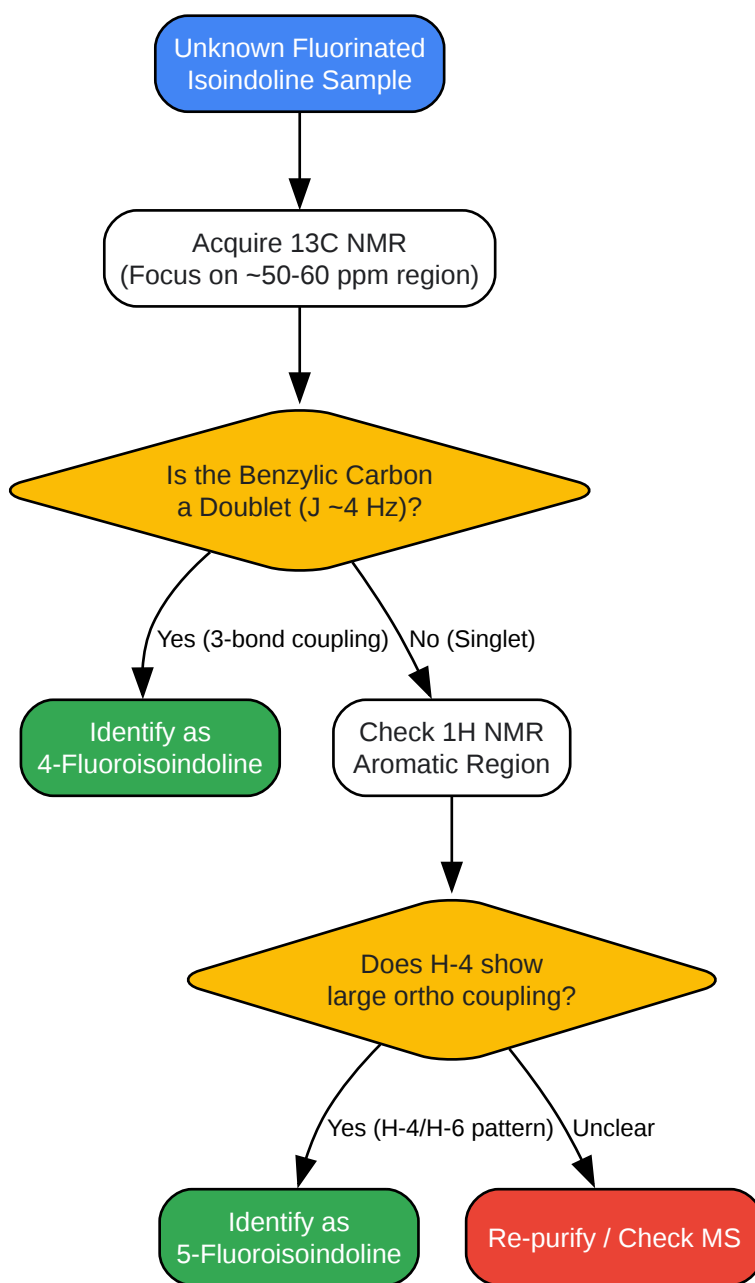 Unknown Fluorinated
Isoindoline Sample
Acquire 13C NMR
(Focus on ~50-60 ppm region)
Is the Benzylic Carbon
a Doublet (J ~4 Hz)?
Yes (3-bond coupling)
No (Singlet)
Identify as
4-Fluoroisoindoline
Check 1H NMR
Aromatic Region
Does H-4 show
large ortho coupling?
Yes (H-4/H-6 pattern)
Unclear
Identify as
5-Fluoroisoindoline
Re-purify / Check MS